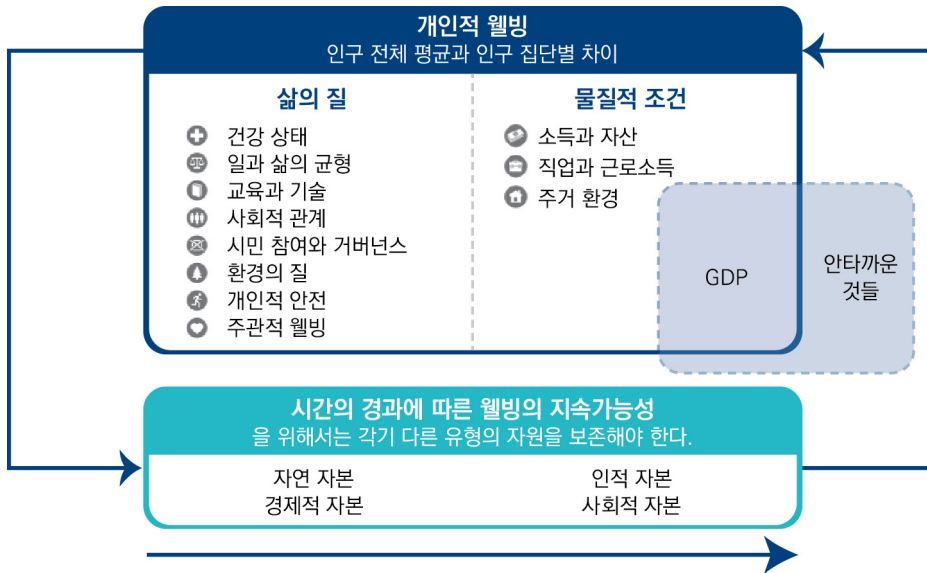 개인적 웰빙
인구 전체 평균과 인구 집단별 차이
삶의 질
건강 상태
일과 삶의 균형
교육과 기술
사회적 관계
시민 참여와 거버넌스
환경의 질
개인적 안전
주관적 웰빙
물질적 조건
소득과 자산
직업과 근로소득
주거 환경
GDP
안타까운
것들
시간의 경과에 따른 웰빙의 지속가능성
을 위해서는 각기 다른 유형의 자원을 보존해야 한다.
자연 자본
경제적 자본
인적 자본
사회적 자본